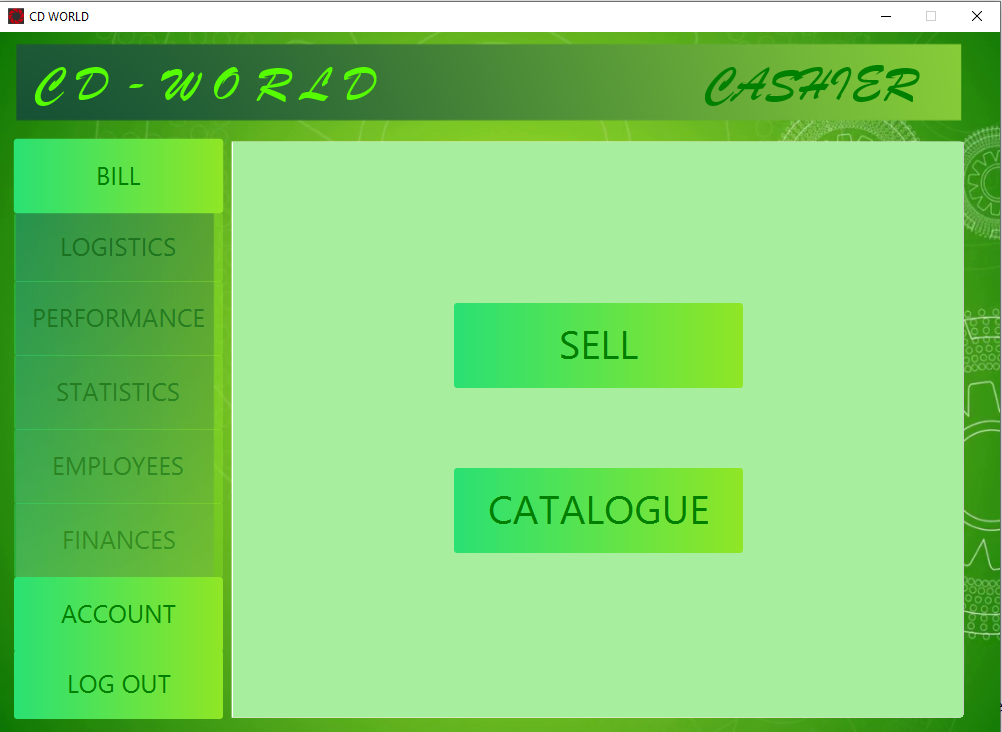 CD WORLD
CD-WORLD
CASHIER
BILL
LOGISTICS
PERFORMANCE
STATISTICS
EMPLOYEES
FINANCES
ACCOUNT
LOG OUT
SELL
CATALOGUE